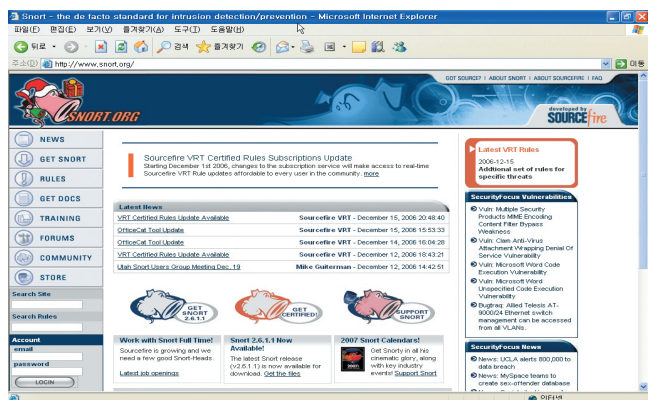 Snort - the de facto standard for intrusion detection/prevention - Microsoft Internet Explorer
파일(F) 편집(E) 보기(V) 즐겨찾기(A) 도구(T) 도움말(H)
뒤로 검색 즐겨찾기
주소(D) http://www.snort.org/ 이동
GOT SOURCE? | ABOUT SNORT | ABOUT SOURCEFIRE | FAQ
SNORT.ORG
developed by
SOURCEfire
NEWS
GET SNORT
RULES
GET DOCS
TRAINING
FORUMS
COMMUNITY
STORE
Search Site
Search Rules
Account
email
password
LOGIN
Sourcefire VRT Certified Rules Subscriptions Update
Starting December 1st 2006, changes to the subscription service will make access to real-time
Sourcefire VRT Rule updates affordable to every user in the community. more
Latest News
VRT Certified Rules Update Available Sourcefire VRT - December 15, 2006 20:48:40
OfficeCat Tool Update Sourcefire VRT - December 15, 2006 15:53:33
OfficeCat Tool Update Sourcefire VRT - December 14, 2006 16:04:28
VRT Certified Rules Update Available Sourcefire VRT - December 12, 2006 18:43:21
Utah Snort Users Group Meeting Dec. 19 Mike Guiterman - December 12, 2006 14:42:51
GET
SNORT
2.6.1.1
GET
CERTIFIED!
SUPPORT
SNORT
Work with Snort Full Time!
Sourcefire is growing and we
need a few good Snort-Heads.
Latest job openings
Snort 2.6.1.1 Now
Available!
The latest Snort release
(v2.6.1.1) is now available for
download. Get the files
2007 Snort Calendars!
Get Snorty in all his
cinematic glory, along
with key industry
events! Support Snort
Latest VRT Rules
2006-12-15
Addtional set of rules for
specific threats
SecurityFocus Vulnerabilities
Vuln: Multiple Security
Products MIME Encoding
Content Filter Bypass
Weakness
Vuln: Clam Anti-Virus
Attachment Wrapping Denial Of
Service Vulnerability
Vuln: Microsoft Word Code
Execution Vulnerability
Vuln: Microsoft Word
Unspecified Code Execution
Vulnerability
Bugtraq: Allied Telesis AT-
9000/24 Ethernet switch
management can be accessed
from all VLANs.
SecurityFocus News
News: UCLA alerts 800,000 to
data breach
News: MySpace teams to
create sex-offender database
인터넷